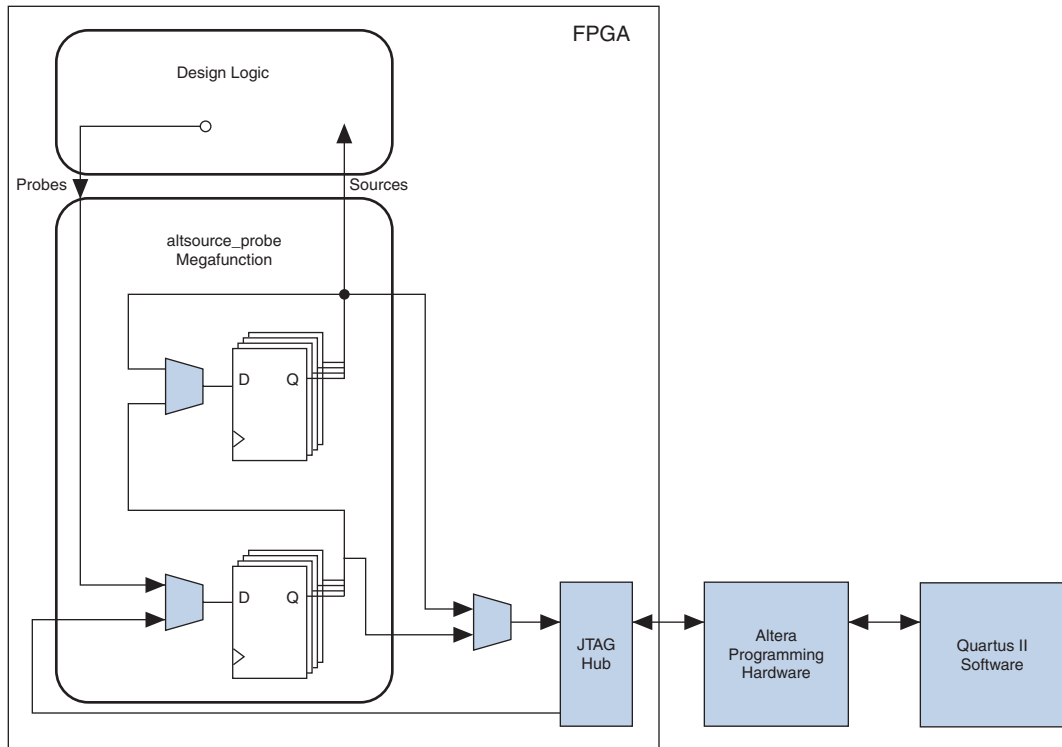 FPGA
Design Logic
Probes
Sources
altsource_probe
Megafunction
D
Q
D
Q
JTAG
Hub
Altera
Programming
Hardware
Quartus II
Software